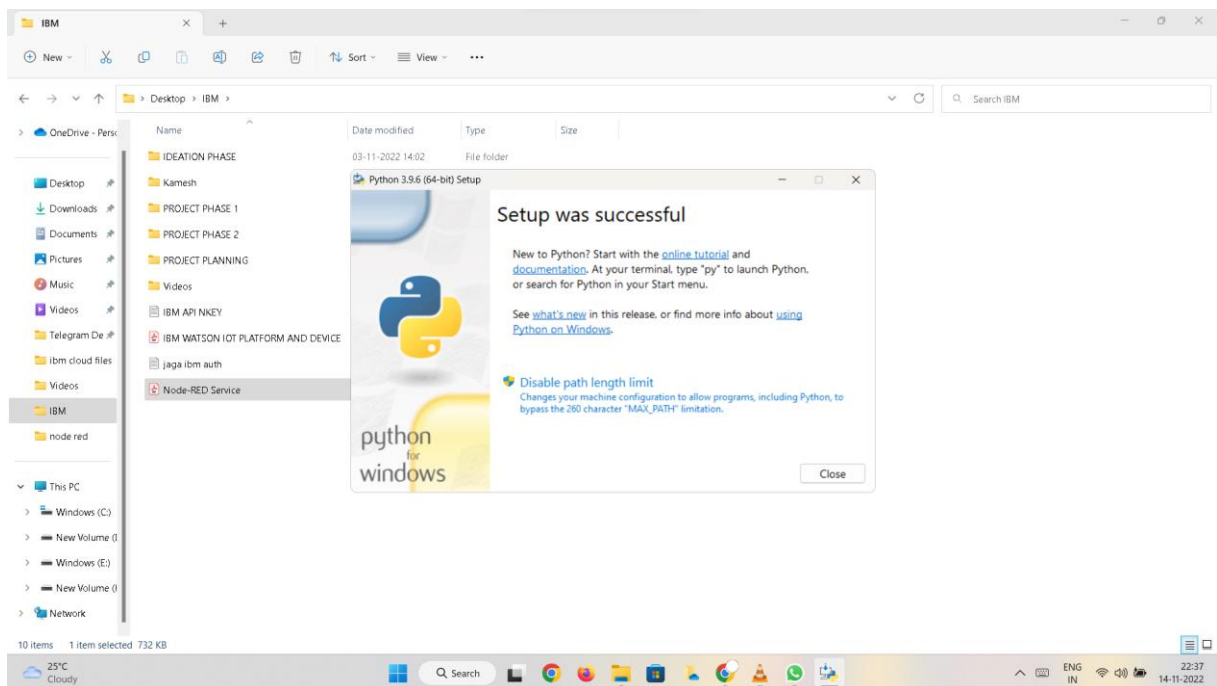 IBM
New
Sort
View
Desktop > IBM >
Search IBM
OneDrive - Persc
Desktop
Downloads
Documents
Pictures
Music
Videos
Telegram De
ibm cloud files
Videos
IBM
node red
This PC
Windows (C:)
New Volume (
Windows (E:)
New Volume (
Network
Name Date modified Type Size
IDEATION PHASE 03-11-2022 14:02 File folder
Kamesh
PROJECT PHASE 1
PROJECT PHASE 2
PROJECT PLANNING
Videos
IBM API NKEY
IBM WATSON IOT PLATFORM AND DEVICE
jaga ibm auth
Node-RED Service
Python 3.9.6 (64-bit) Setup
Setup was successful
New to Python? Start with the online tutorial and
documentation. At your terminal, type "py" to launch Python,
or search for Python in your Start menu.
See what's new in this release, or find more info about using
Python on Windows.
Disable path length limit
Changes your machine configuration to allow programs, including Python, to
bypass the 260 character "MAX_PATH" limitation.
python
for
windows
Close
10 items 1 item selected 732 KB
25°C
Cloudy
Search
ENG
IN
22:37
14-11-2022